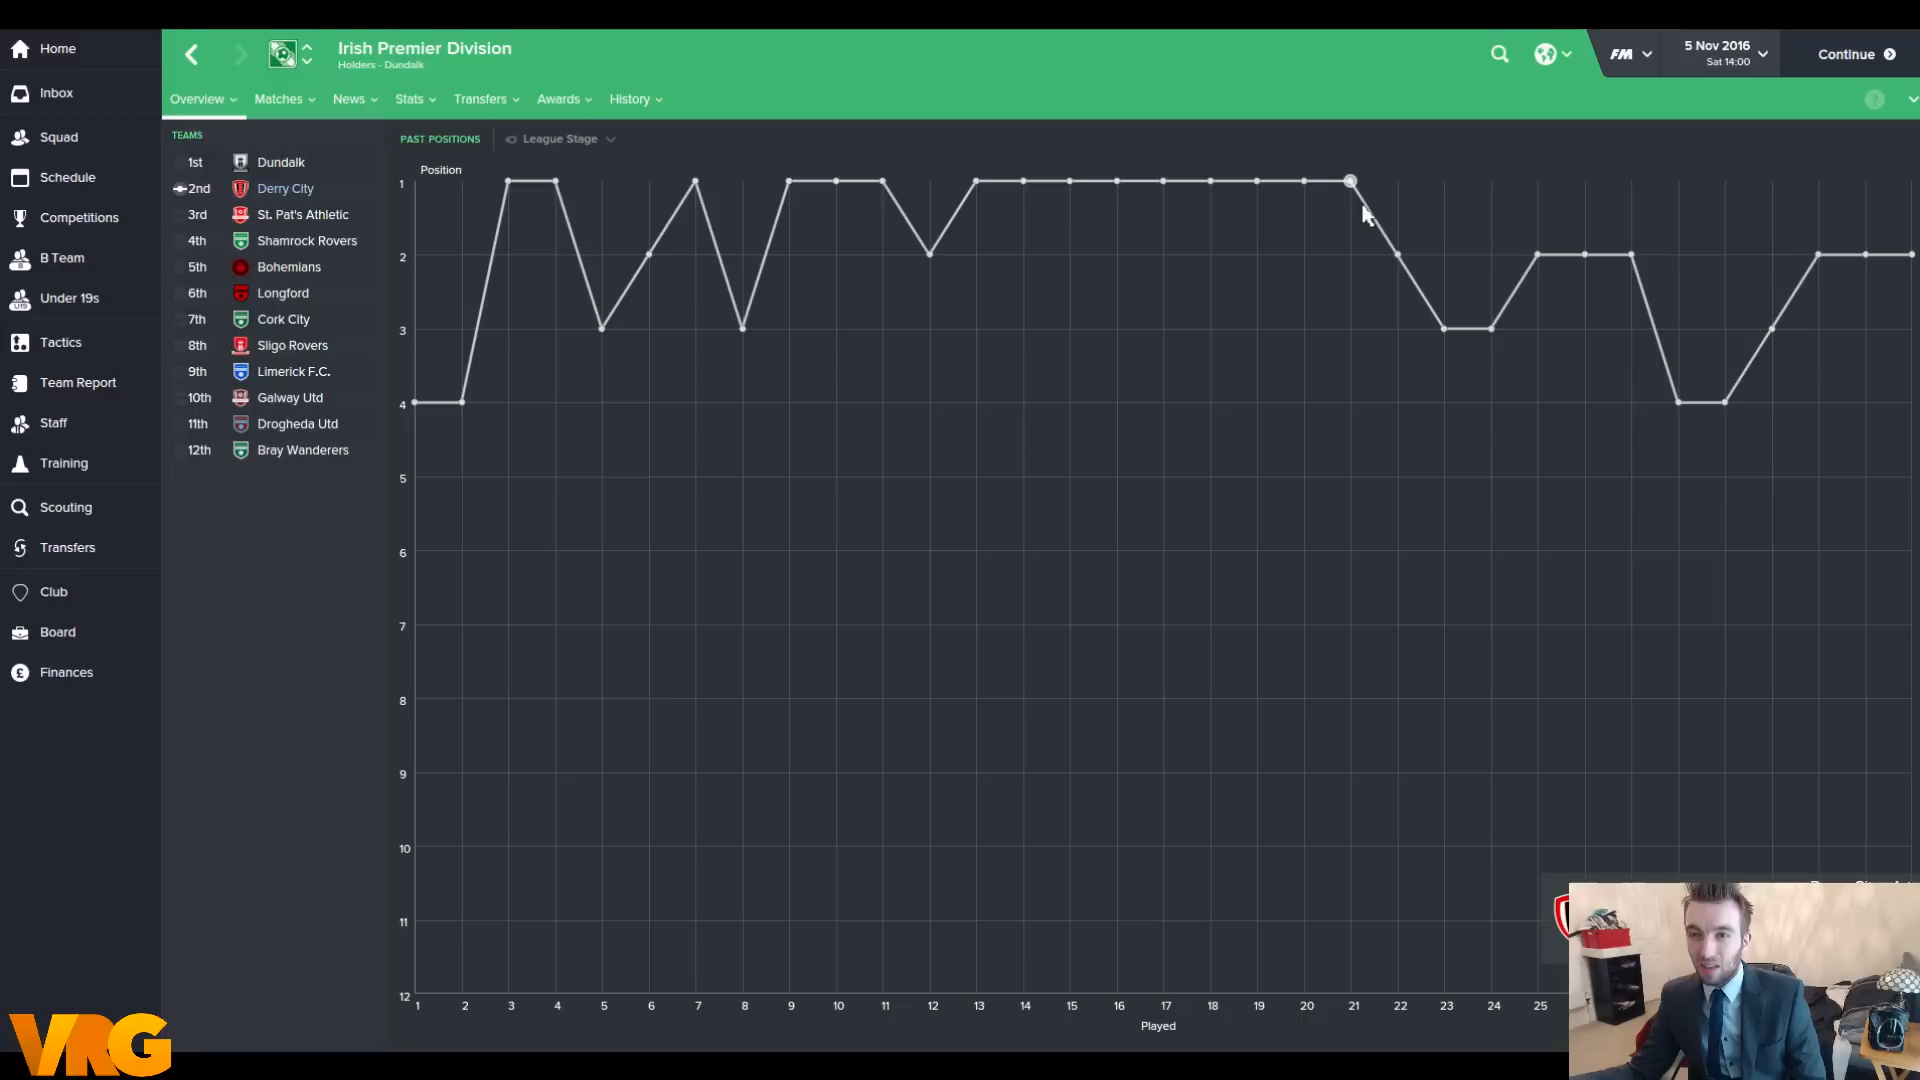 Home
Inbox
Squad
Schedule
Competitions
B Team
Under 19s
Tactics
Team Report
Staff
Training
Scouting
Transfers
Club
Board
Finances
Irish Premier Division
Holders - Dundalk
FM
5 Nov 2016
Sat 14:00
Continue
Overview
Matches
News
Stats
Transfers
Awards
History
?
TEAMS
1st Dundalk
2nd Derry City
3rd St. Pat's Athletic
4th Shamrock Rovers
5th Bohemians
6th Longford
7th Cork City
8th Sligo Rovers
9th Limerick F.C.
10th Galway Utd
11th Drogheda Utd
12th Bray Wanderers
PAST POSITIONS
League Stage
Position
1
2
3
4
5
6
7
8
9
10
11
12
1 2 3 4 5 6 7 8 9 10 11 12 13 14 15 16 17 18 19 20 21 22 23 24 25
Played
VRG